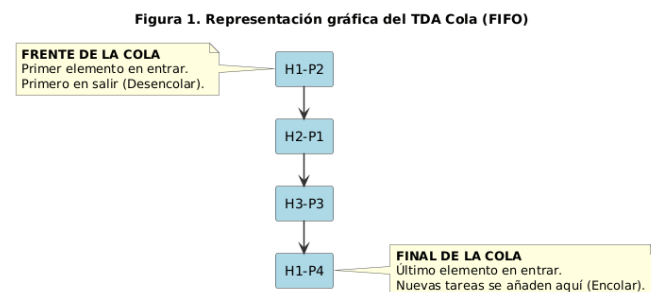 Figura 1. Representación gráfica del TDA Cola (FIFO)
FRENTE DE LA COLA
Primer elemento en entrar.
Primero en salir (Desencolar).
H1-P2
H2-P1
H3-P3
H1-P4
FINAL DE LA COLA
Último elemento en entrar.
Nuevas tareas se añaden aquí (Encolar).